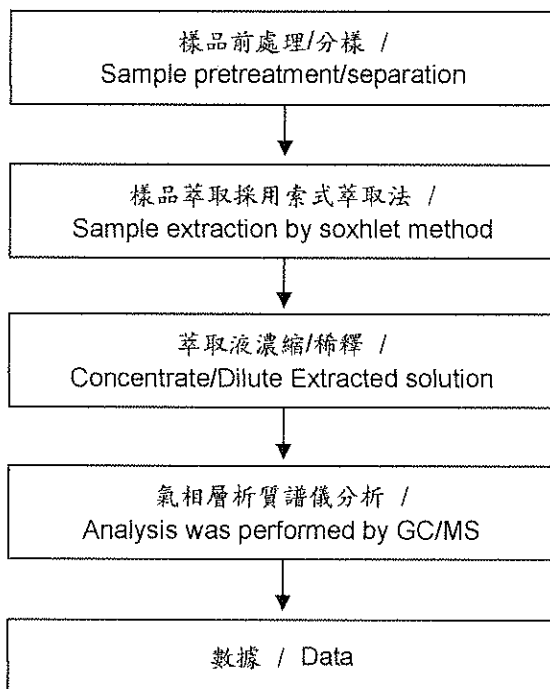 樣品前處理/分樣 /
Sample pretreatment/separation
樣品萃取採用索式萃取法 /
Sample extraction by soxhlet method
萃取液濃縮/稀釋 /
Concentrate/Dilute Extracted solution
氣相層析質譜儀分析 /
Analysis was performed by GC/MS
數據 / Data